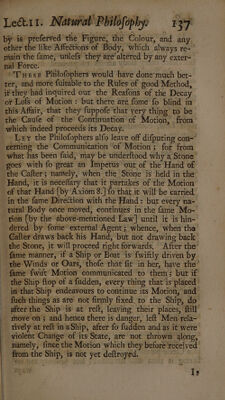 Lect. 11. Natural Philosophy. 137
by is preserved the Figure, the Colour, and any
other the like Affections of Body, which always re-
main the same, unless they are altered by any exter-
nal Force.
THESE Philosophers would have done much bet-
ter, and more suitable to the Rules of good Method,
if they had inquired out the Reasons of the Decay
or Loss of Motion: but there are some so blind in
this Affair, that they suppose that very thing to be
the Cause of the Continuation of Motion, from
which indeed proceeds its Decay.
LET the Philosophers also leave off disputing con-
cerning the Communication of Motion; for from
what has been said, may be understood why a Stone
goes with so great an Impetus out of the Hand of
the Caster; namely, when the Stone is held in the
Hand, it is necessary that it partakes of the Motion
of that Hand (by Axiom 8.) so that it will be carried
in the same Direction with the Hand: but every na-
tural Body once moved, continues in the same Mo-
tion (by the above-mentioned Law) until it is hin-
dered by some external Agent; whence, when the
Caster draws back his Hand, but not drawing back
the Stone, it will proceed right forwards. After the
same manner, if a Ship or Boat is swiftly driven by
the Winds or Oars, those that sit in her, have the
same swift Motion communicated to them: but if
the Ship stop of a sudden, every thing that is placed
in that Ship endeavours to continue its Motion, and
such things as are not firmly fixed to the Ship, do
after the Ship is at rest, leaving their places, still
move on; and hence there is danger, lest Men rela-
tively at rest in a Ship, after so sudden and as it were
violent Change of its State, are not thrown along,
namely, since the Motion which they before received
from the Ship, is not yet destroyed.